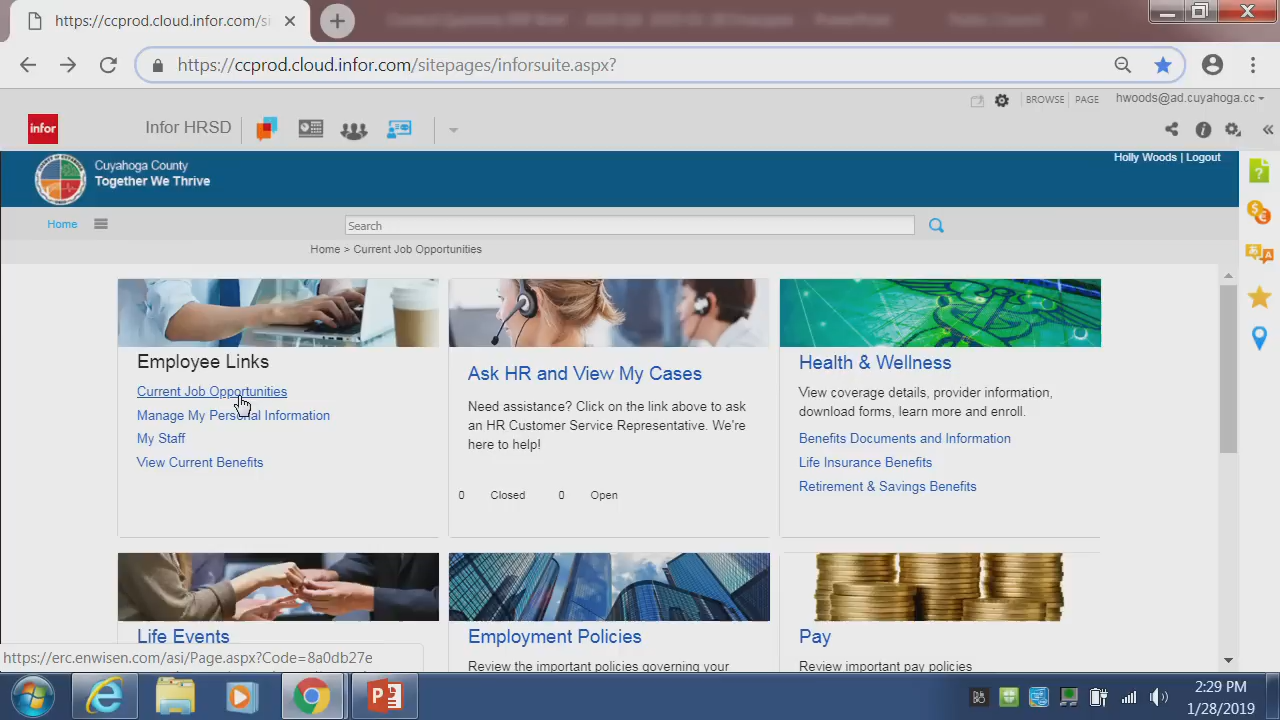 https://ccprod.cloud.infor.com/si
https://ccprod.cloud.infor.com/sitepages/inforsuite.aspx?
BROWSE PAGE hwoods@ad.cuyahoga.cc
infor Infor HRSD
Cuyahoga County
Together We Thrive
Holly Woods | Logout
Home Search
Home > Current Job Opportunities
Employee Links
Current Job Opportunities
Manage My Personal Information
My Staff
View Current Benefits
Ask HR and View My Cases
Need assistance? Click on the link above to ask
an HR Customer Service Representative. We're
here to help!
0 Closed 0 Open
Health & Wellness
View coverage details, provider information,
download forms, learn more and enroll.
Benefits Documents and Information
Life Insurance Benefits
Retirement & Savings Benefits
Life Events
Employment Policies
Review the important policies governing your
Pay
Review important pay policies
https://erc.enwisen.com/asi/Page.aspx?Code=8a0db27e
2:29 PM
1/28/2019